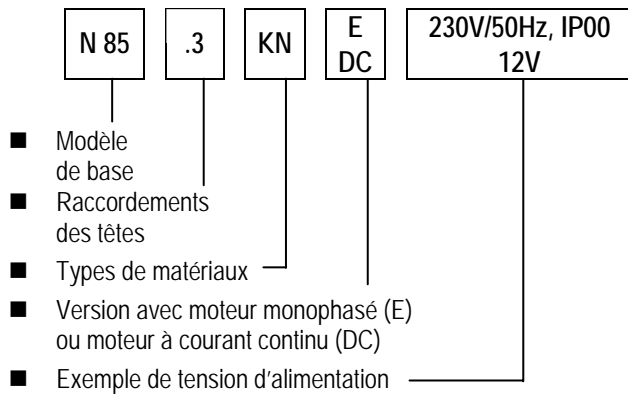 N 85 .3 KN E 230V/50Hz, IP00
DC 12V
■ Modèle
de base
■ Raccordements
des têtes
■ Types de matériaux
■ Version avec moteur monophasé (E)
ou moteur à courant continu (DC)
■ Exemple de tension d'alimentation